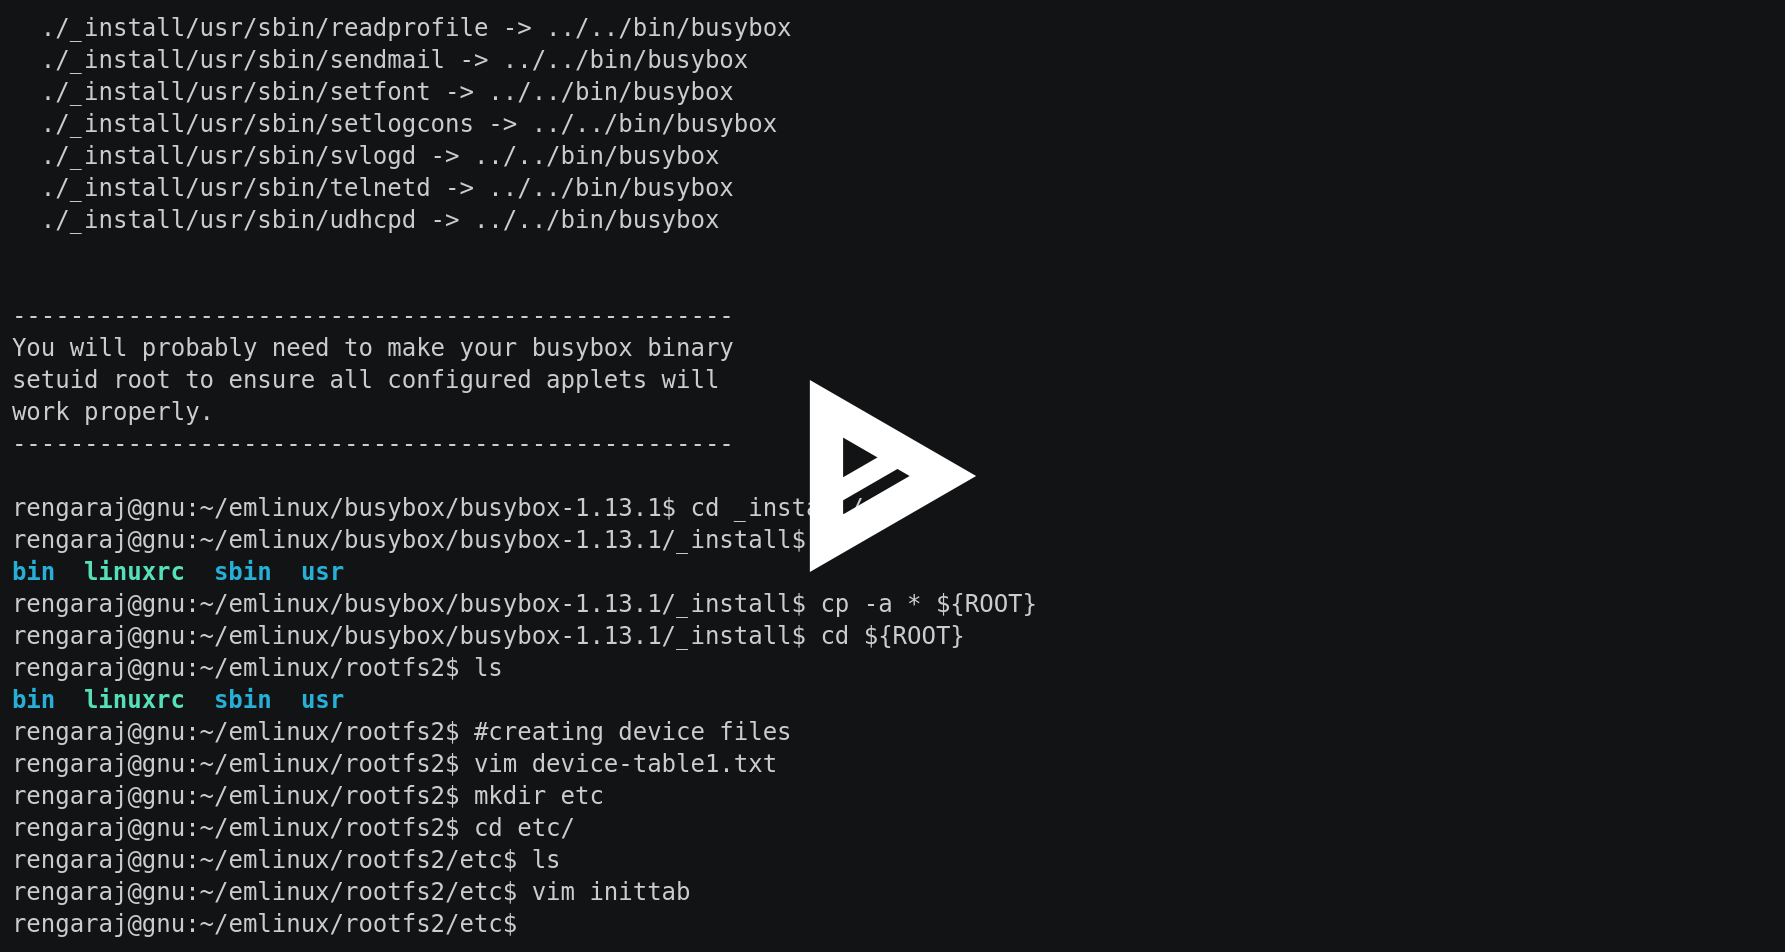 ./_install/usr/sbin/readprofile -> ../../bin/busybox
./_install/usr/sbin/sendmail -> ../../bin/busybox
./_install/usr/sbin/setfont -> ../../bin/busybox
./_install/usr/sbin/setlogcons -> ../../bin/busybox
./_install/usr/sbin/svlogd -> ../../bin/busybox
./_install/usr/sbin/telnetd -> ../../bin/busybox
./_install/usr/sbin/udhcpd -> ../../bin/busybox
--------------------------------------------------
You will probably need to make your busybox binary
setuid root to ensure all configured applets will
work properly.
--------------------------------------------------
rengaraj@gnu:~/emlinux/busybox/busybox-1.13.1$ cd
rengaraj@gnu:~/emlinux/busybox/busybox-1.13.1/_install$
bin  linuxrc  sbin  usr
rengaraj@gnu:~/emlinux/busybox/busybox-1.13.1/_install$ cp -a * ${ROOT}
rengaraj@gnu:~/emlinux/busybox/busybox-1.13.1/_install$ cd ${ROOT}
rengaraj@gnu:~/emlinux/rootfs2$ ls
bin  linuxrc  sbin  usr
rengaraj@gnu:~/emlinux/rootfs2$ #creating device files
rengaraj@gnu:~/emlinux/rootfs2$ vim device-table1.txt
rengaraj@gnu:~/emlinux/rootfs2$ mkdir etc
rengaraj@gnu:~/emlinux/rootfs2$ cd etc/
rengaraj@gnu:~/emlinux/rootfs2/etc$ ls
rengaraj@gnu:~/emlinux/rootfs2/etc$ vim inittab
rengaraj@gnu:~/emlinux/rootfs2/etc$